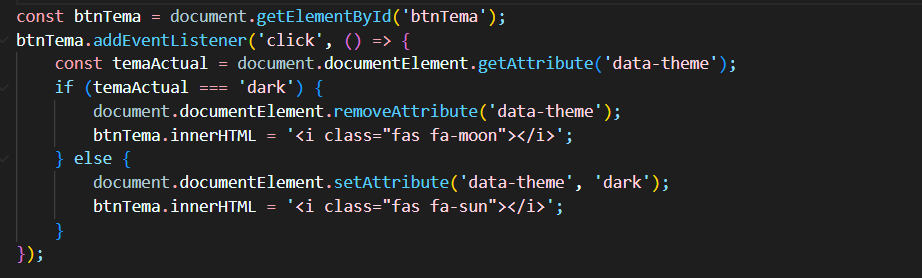 const btnTema = document.getElementById('btnTema');
btnTema.addEventListener('click', () => {
    const temaActual = document.documentElement.getAttribute('data-theme');
    if (temaActual === 'dark') {
        document.documentElement.removeAttribute('data-theme');
        btnTema.innerHTML = '<i class="fas fa-moon"></i>';
    } else {
        document.documentElement.setAttribute('data-theme', 'dark');
        btnTema.innerHTML = '<i class="fas fa-sun"></i>';
    }
});